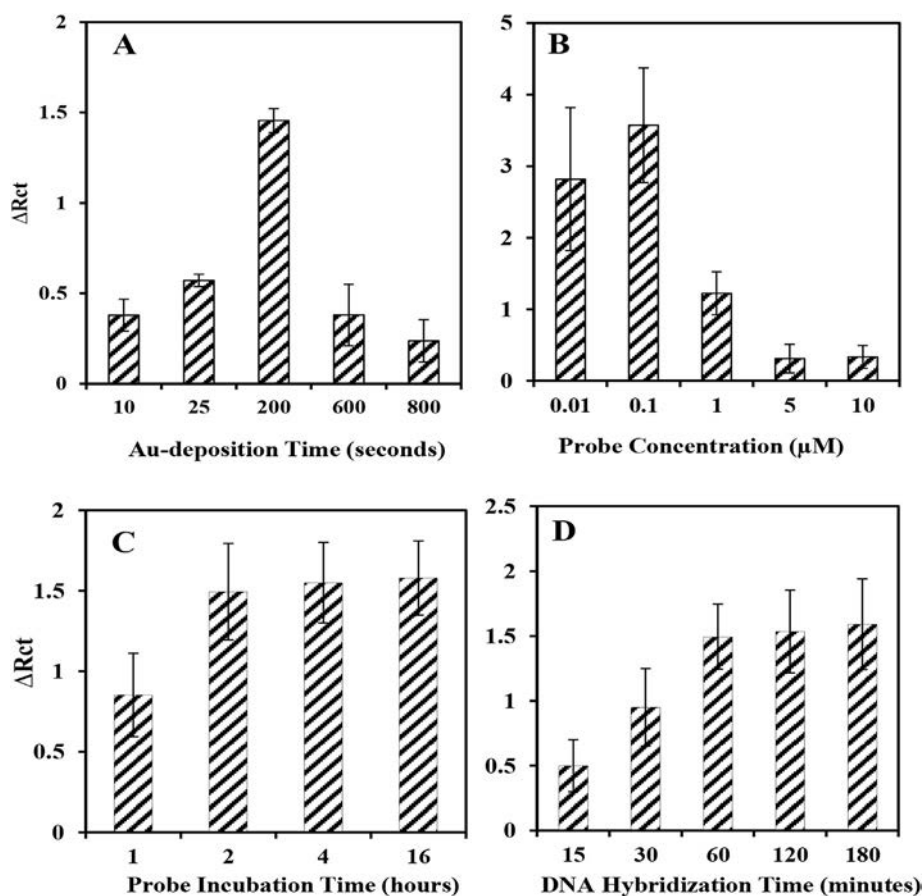 A
2
1.5
1
0.5
0
ΔRct
10 25 200 600 800
Au-deposition Time (seconds)
B
5
4
3
2
1
0
0.01 0.1 1 5 10
Probe Concentration (µM)
C
2
1.5
1
0.5
0
ΔRct
1 2 4 16
Probe Incubation Time (hours)
D
2.5
2
1.5
1
0.5
0
15 30 60 120 180
DNA Hybridization Time (minutes)